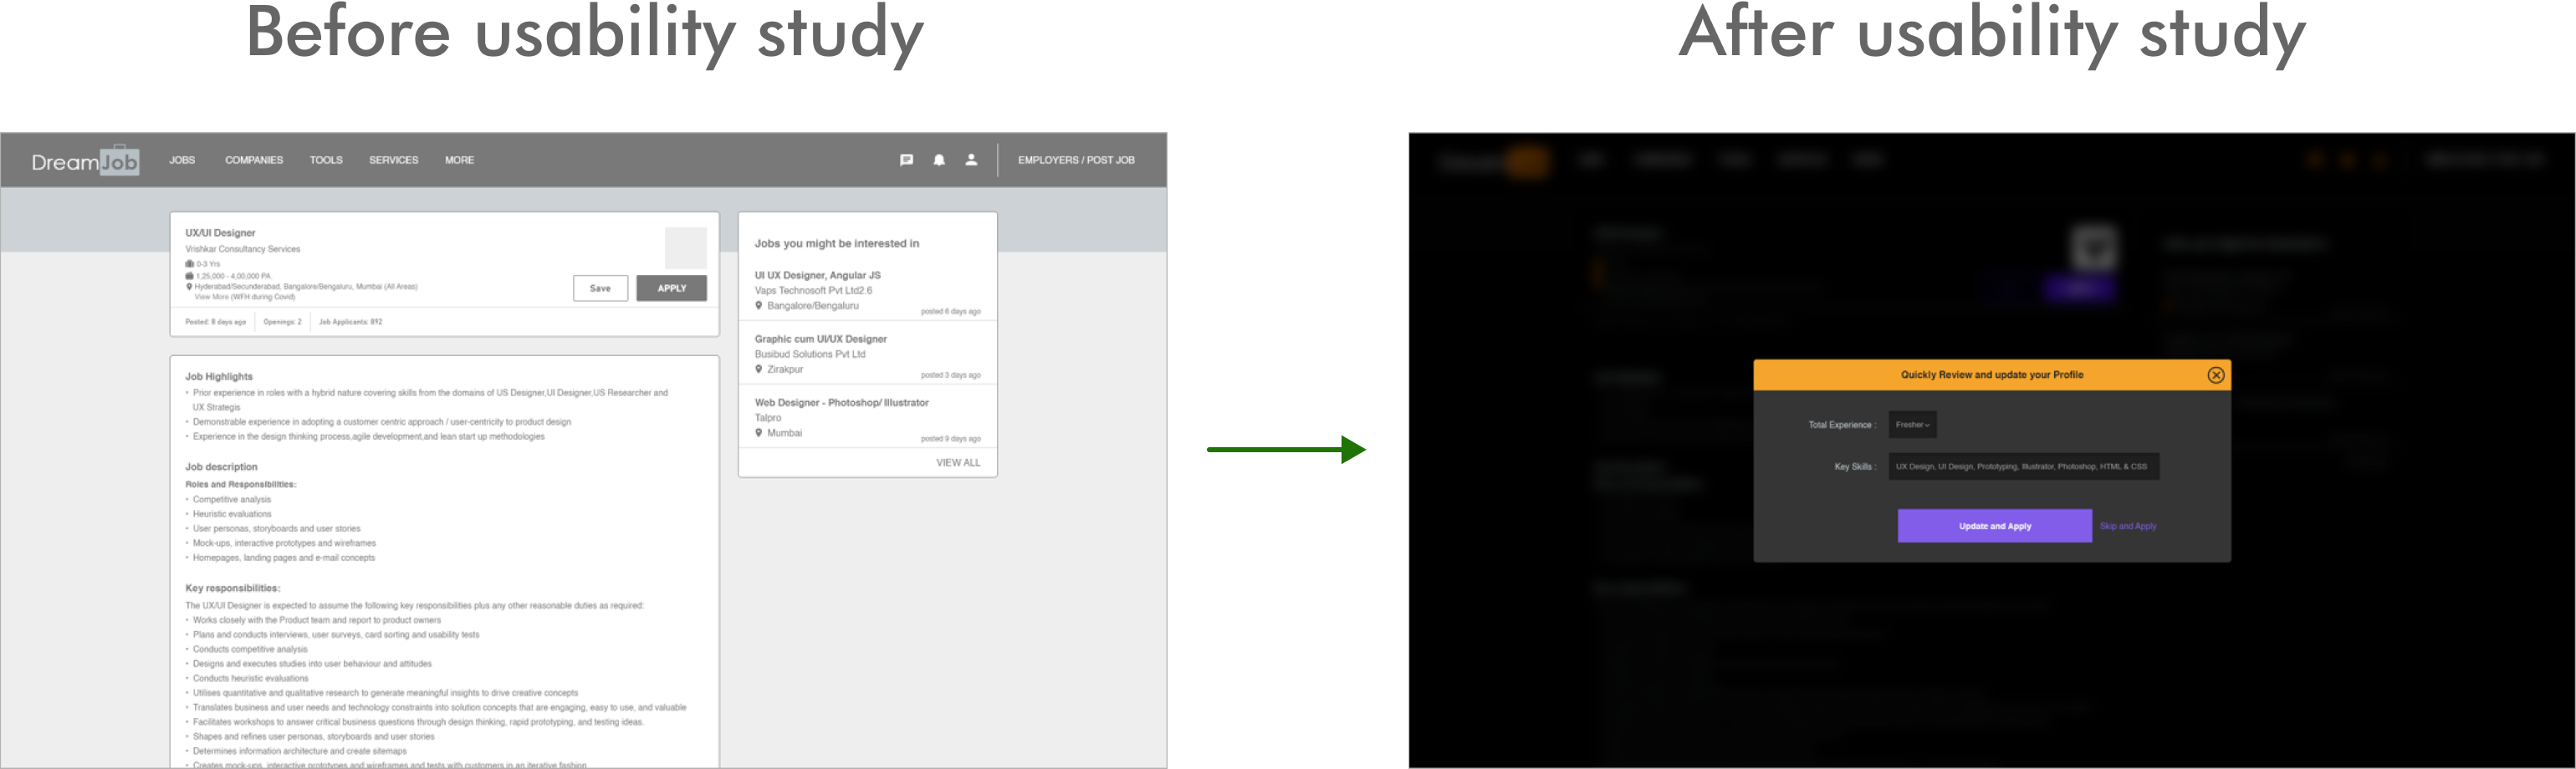 Before usability study
After usability study
DreamJob
JOBS COMPANIES TOOLS SERVICES MORE
EMPLOYERS / POST JOB
UX/UI Designer
Vrishkar Consultancy Services
0-3 Yrs
1,25,000 - 4,00,000 PA.
Hyderabad/Secunderabad, Bangalore/Bengaluru, Mumbai (All Areas)
View More (WFH during Covid)
Save
APPLY
Posted: 8 days ago Openings: 2 Job Applicants: 892
Job Highlights
• Prior experience in roles with a hybrid nature covering skills from the domains of US Designer,UI Designer,US Researcher and
UX Strategis
• Demonstrable experience in adopting a customer centric approach / user-centricity to product design
• Experience in the design thinking process,agile development,and lean start up methodologies
Job description
Roles and Responsibilities:
• Competitive analysis
• Heuristic evaluations
• User personas, storyboards and user stories
• Mock-ups, interactive prototypes and wireframes
• Homepages, landing pages and e-mail concepts
Key responsibilities:
The UX/UI Designer is expected to assume the following key responsibilities plus any other reasonable duties as required:
• Works closely with the Product team and report to product owners
• Plans and conducts interviews, user surveys, card sorting and usability tests
• Conducts competitive analysis
• Designs and executes studies into user behaviour and attitudes
• Conducts heuristic evaluations
• Utilises quantitative and qualitative research to generate meaningful insights to drive creative concepts
• Translates business and user needs and technology constraints into solution concepts that are engaging, easy to use, and valuable
• Facilitates workshops to answer critical business questions through design thinking, rapid prototyping, and testing ideas.
• Shapes and refines user personas, storyboards and user stories
• Determines information architecture and create sitemaps
• Creates mock-ups, interactive prototypes and wireframes and tests with customers in an iterative fashion
Jobs you might be interested in
UI UX Designer, Angular JS
Vaps Technosoft Pvt Ltd2.6
Bangalore/Bengaluru
posted 6 days ago
Graphic cum UI/UX Designer
Busibud Solutions Pvt Ltd
Zirakpur
posted 3 days ago
Web Designer - Photoshop/ Illustrator
Talpro
Mumbai
posted 9 days ago
VIEW ALL
Dream
Quickly Review and update your Profile
Total Experience : Fresher
Key Skills : UX Design, UI Design, Prototyping, Illustrator, Photoshop, HTML & CSS
Update and Apply
Skip and Apply